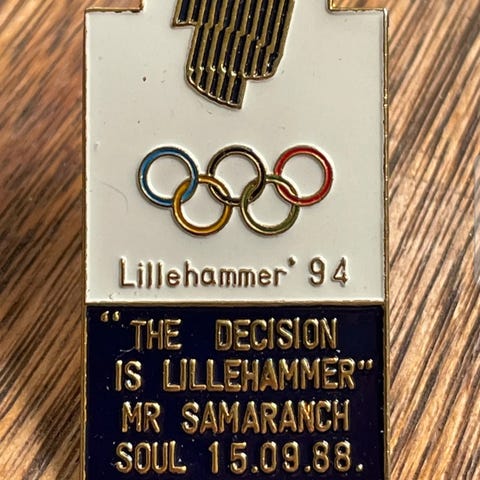 Lillehammer' 94
"THE DECISION
IS LILLEHAMMER"
MR SAMARANCH
SOUL 15.09.88.